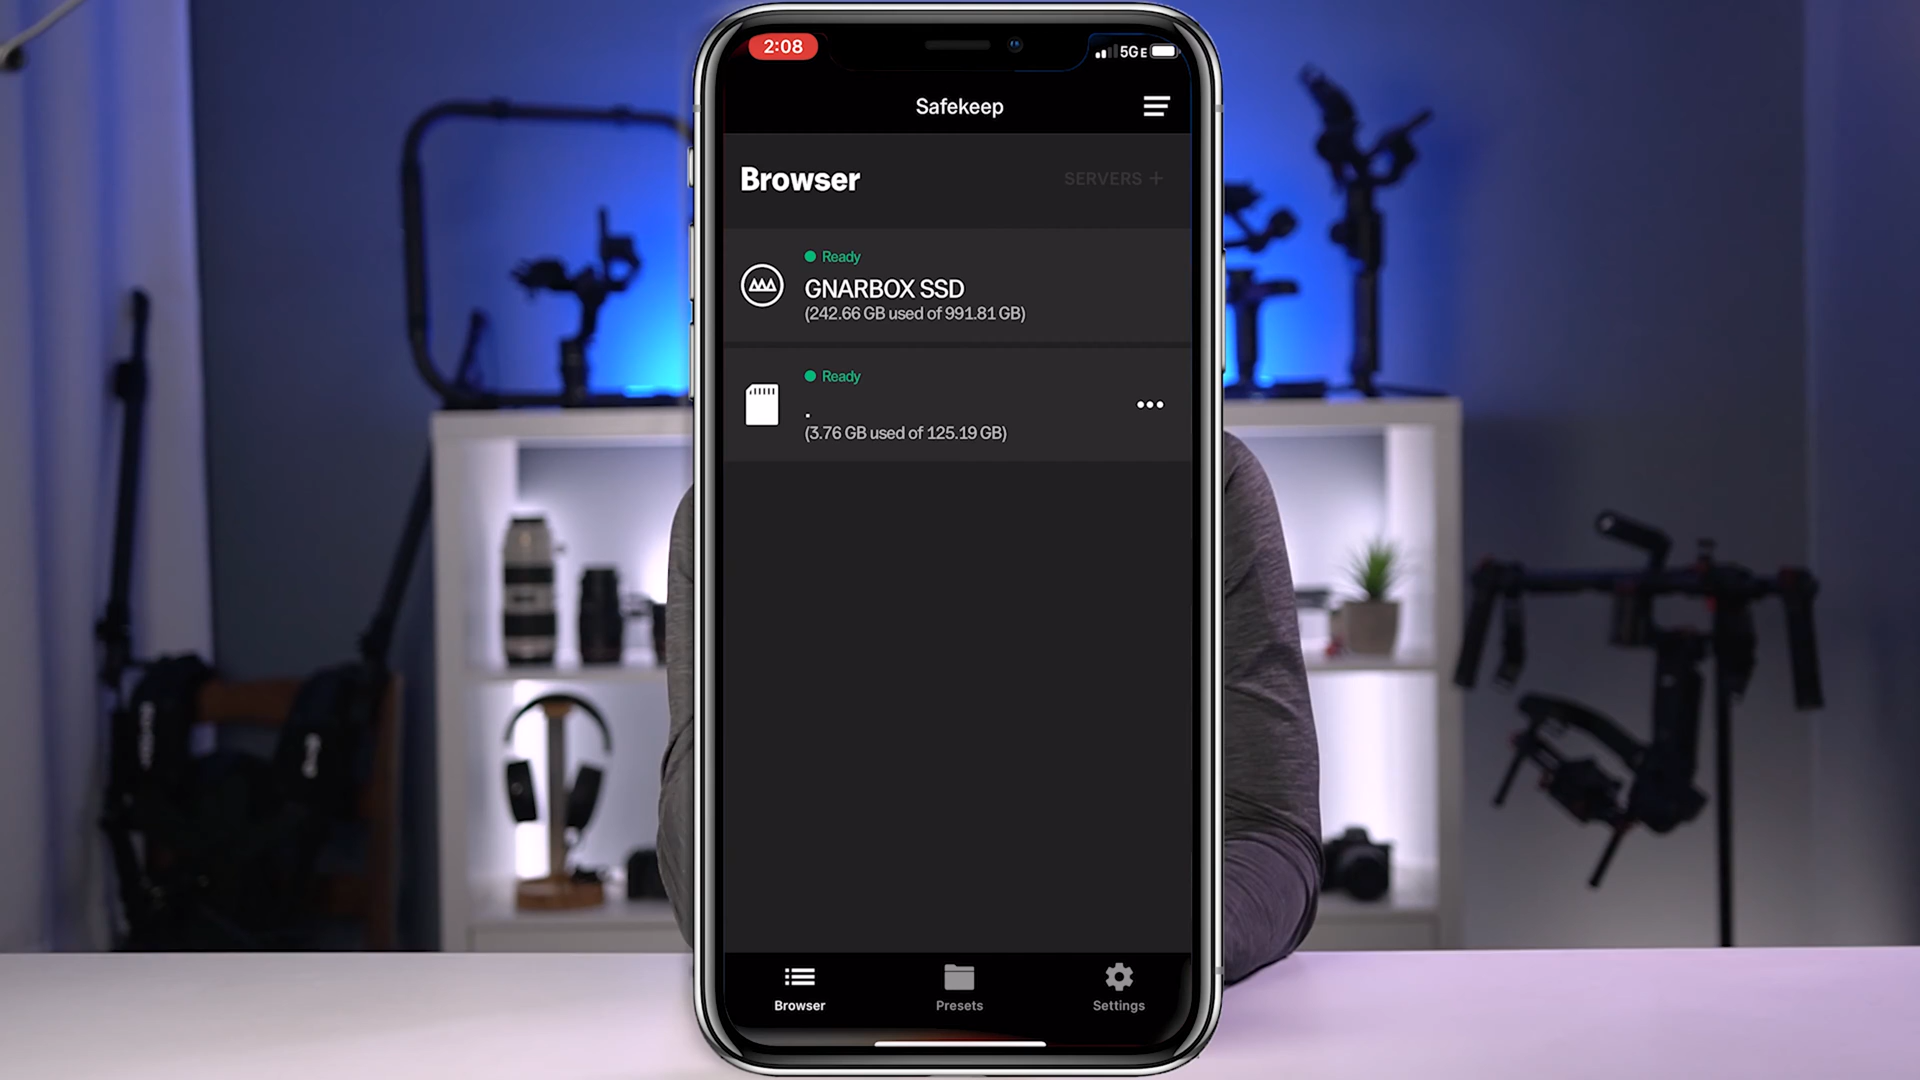 2:08
5GE
Safekeep
Browser
SERVERS +
Ready
GNARBOX SSD
(242.66 GB used of 991.81 GB)
Ready
.
(3.76 GB used of 125.19 GB)
Browser
Presets
Settings